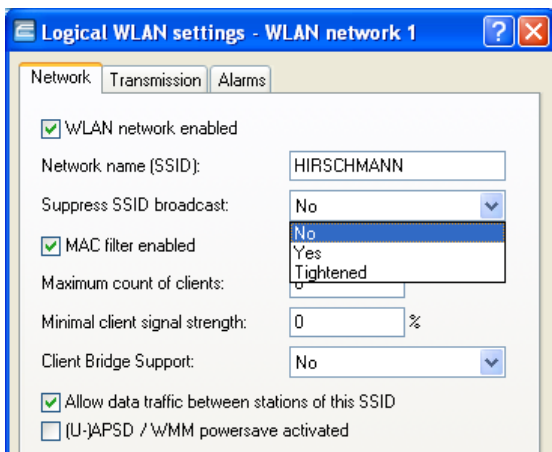 Logical WLAN settings - WLAN network 1
Network Transmission Alarms
WLAN network enabled
Network name (SSID): HIRSCHMANN
Suppress SSID broadcast: No
No
MAC filter enabled
Yes
Tightened
Maximum count of clients:
Minimal client signal strength: 0 %
Client Bridge Support: No
Allow data traffic between stations of this SSID
(U-)APSD / WMM powersave activated